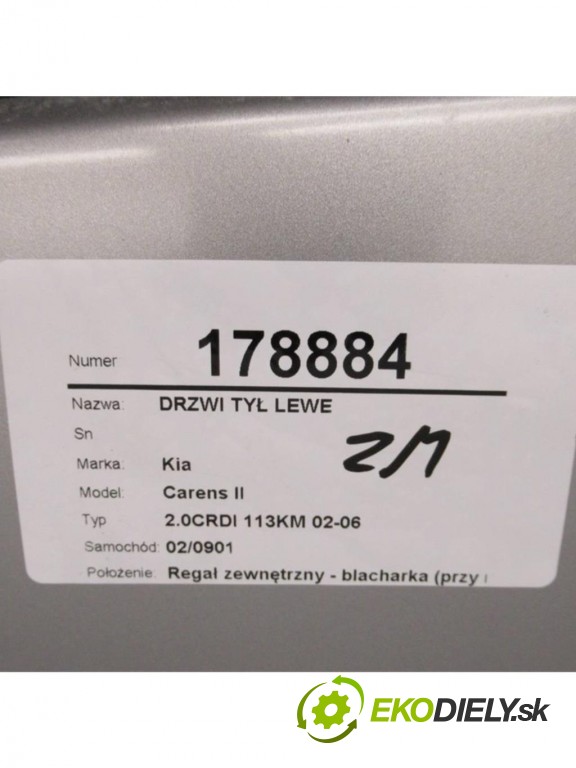 Numer 178884
Nazwa: DRZWI TYŁ LEWE
Sn
ZM
Marka: Kia
Model: Carens II
Typ 2.0CRDI 113KM 02-06
Samochód: 02/0901
Położenie: Regał zewnętrzny - blacharka (przy
EKODIELY.sk